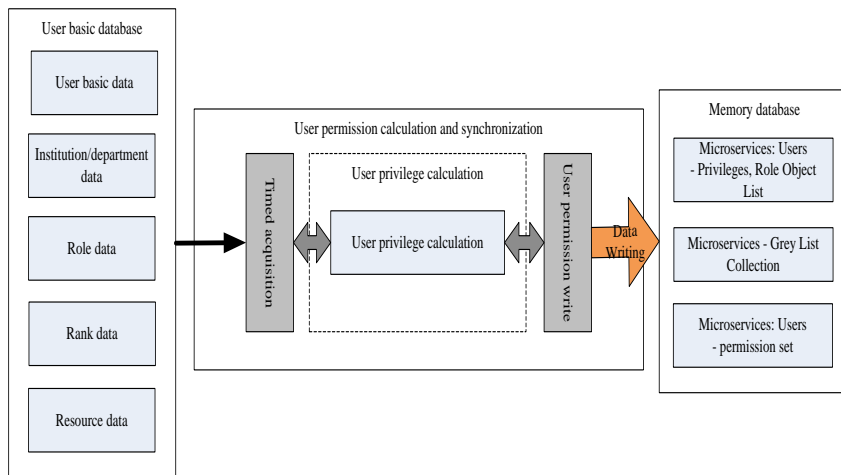 User basic database
User basic data
Institution/department
data
Role data
Rank data
Resource data
User permission calculation and synchronization
Timed acquisition
User privilege calculation
User privilege calculation
User permission write
Data
Writing
Memory database
Microservices: Users
- Privileges, Role Object
List
Microservices - Grey List
Collection
Microservices: Users
- permission set